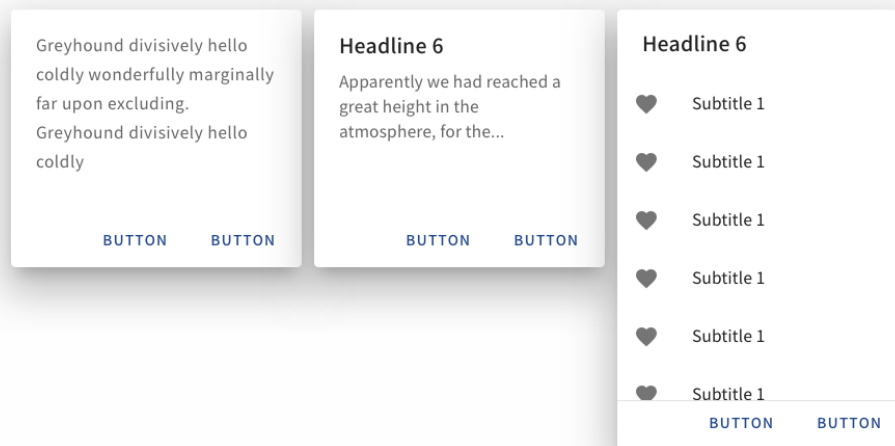 Greyhound divisively hello
coldly wonderfully marginally
far upon excluding.
Greyhound divisively hello
coldly
BUTTON BUTTON
Headline 6
Apparently we had reached a
great height in the
atmosphere, for the...
BUTTON BUTTON
Headline 6
Subtitle 1
Subtitle 1
Subtitle 1
Subtitle 1
Subtitle 1
Subtitle 1
BUTTON BUTTON